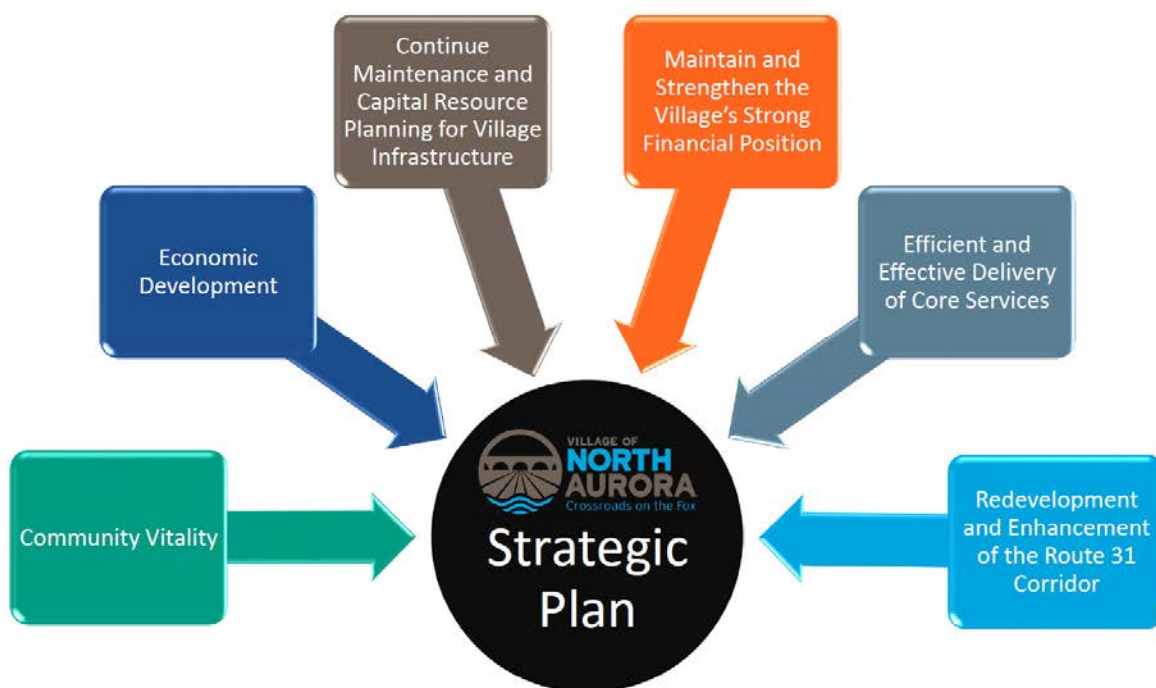 Continue
Maintenance and
Capital Resource
Planning for Village
Infrastructure
Maintain and
Strengthen the
Village's Strong
Financial Position
Economic
Development
Efficient and
Effective Delivery
of Core Services
Community Vitality
VILLAGE OF
NORTH
AURORA
Crossroads on the Fox
Strategic
Plan
Redevelopment
and Enhancement
of the Route 31
Corridor